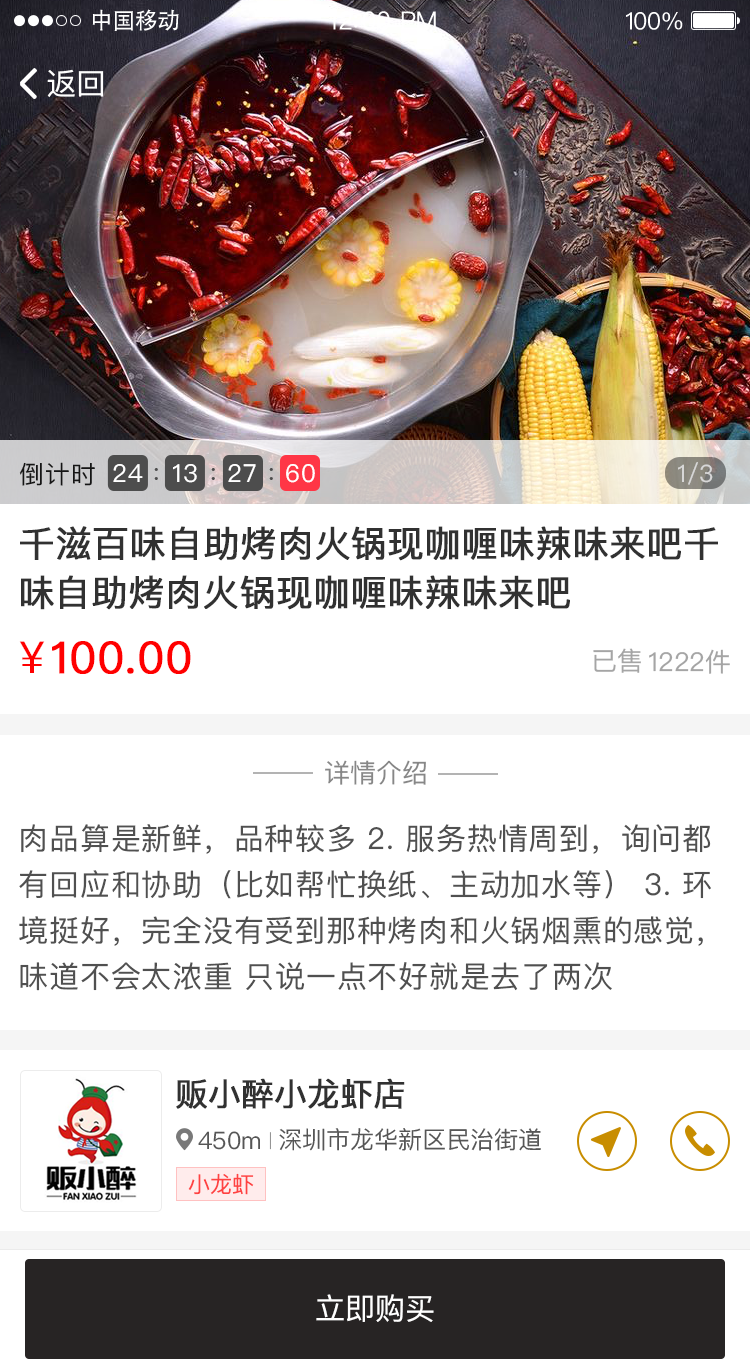 中国移动
100%
返回
倒计时 24 : 13 : 27 : 60
1/3
千滋百味自助烤肉火锅现咖喱味辣味来吧千
味自助烤肉火锅现咖喱味辣味来吧
¥100.00
已售 1222件
详情介绍
肉品算是新鲜，品种较多 2. 服务热情周到，询问都
有回应和协助（比如帮忙换纸、主动加水等） 3. 环
境挺好，完全没有受到那种烤肉和火锅烟熏的感觉，
味道不会太浓重 只说一点不好就是去了两次
贩小醉小龙虾店
450m | 深圳市龙华新区民治街道
小龙虾
贩小醉
FAN XIAO ZUI
立即购买